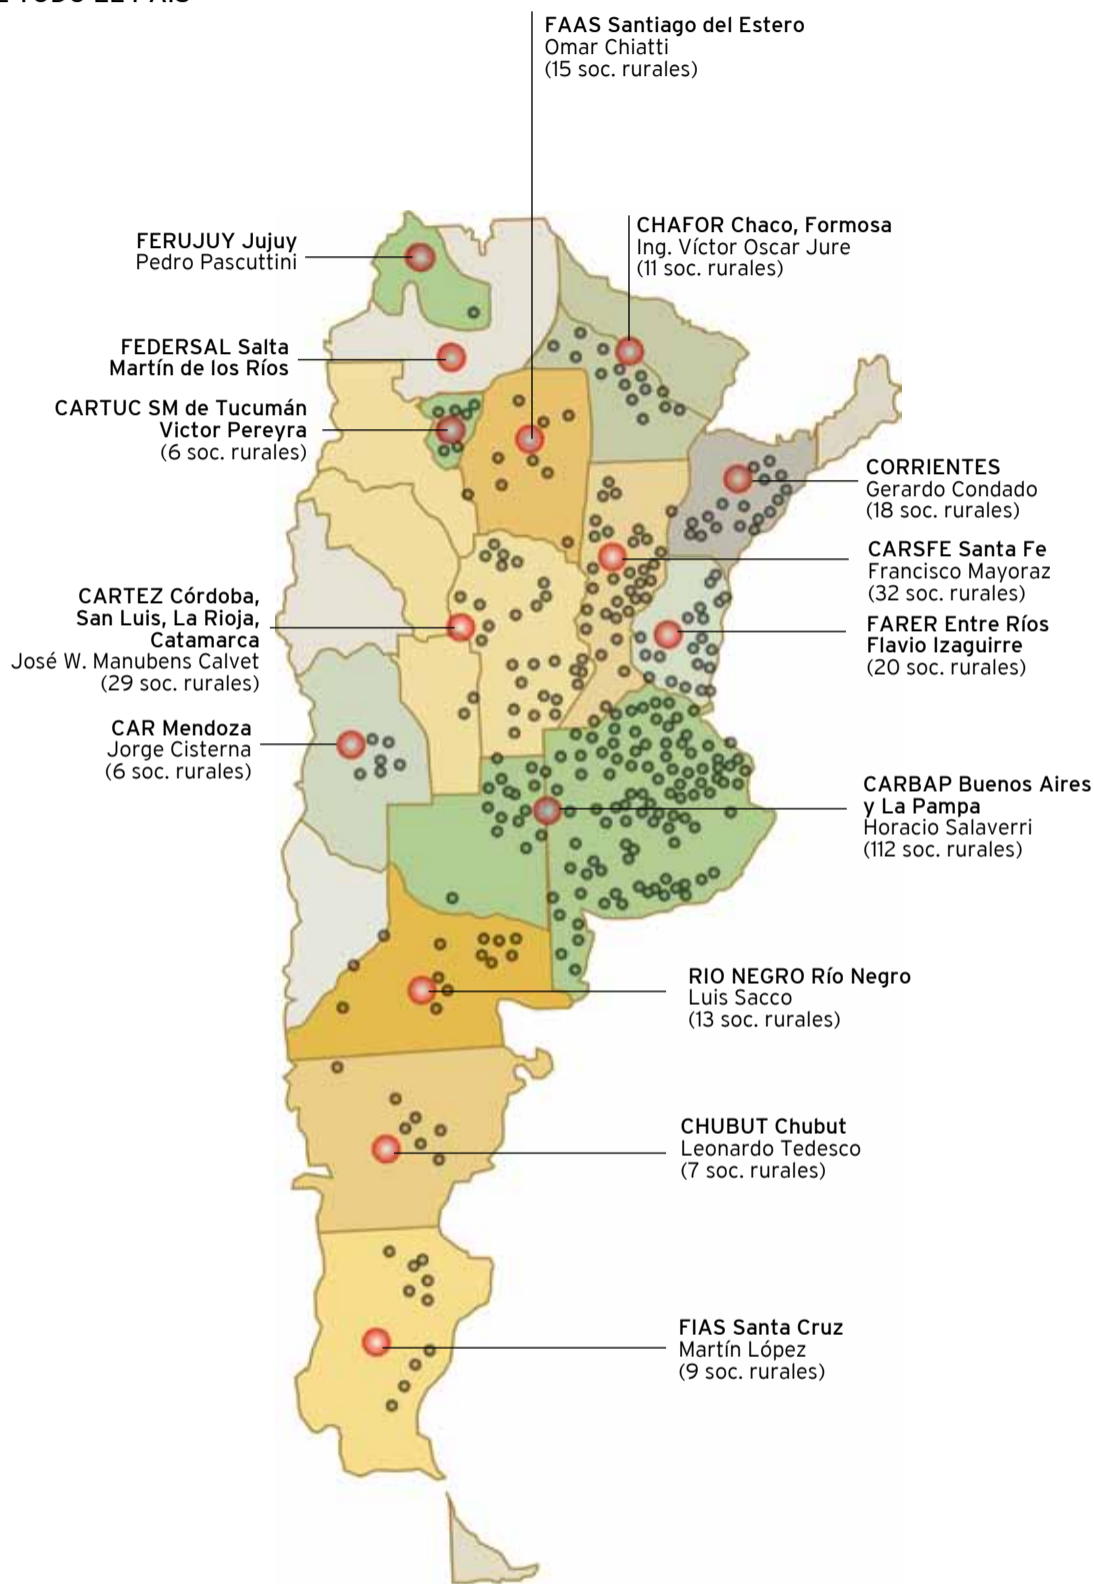 FAAS Santiago del Estero
Omar Chiatti
(15 soc. rurales)
CHAFOR Chaco, Formosa
Ing. Víctor Oscar Jure
(11 soc. rurales)
FERUJUY Jujuy
Pedro Pascuttini
FEDERSAL Salta
Martín de los Ríos
CARTUC SM de Tucumán
Victor Pereyra
(6 soc. rurales)
CORRIENTES
Gerardo Condado
(18 soc. rurales)
CARSFE Santa Fe
Francisco Mayoraz
(32 soc. rurales)
CARTEZ Córdoba,
San Luis, La Rioja,
Catamarca
José W. Manubens Calvet
(29 soc. rurales)
FARER Entre Ríos
Flavio Izaguirre
(20 soc. rurales)
CAR Mendoza
Jorge Cisterna
(6 soc. rurales)
CARBAP Buenos Aires
y La Pampa
Horacio Salaverri
(112 soc. rurales)
RIO NEGRO Río Negro
Luis Sacco
(13 soc. rurales)
CHUBUT Chubut
Leonardo Tedesco
(7 soc. rurales)
FIAS Santa Cruz
Martín López
(9 soc. rurales)